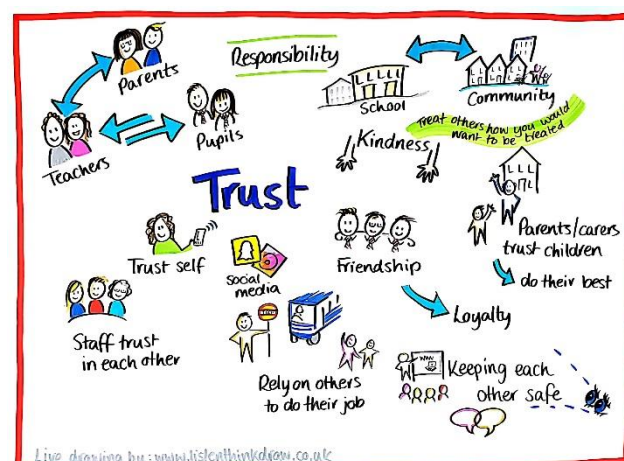 Responsibility
Parents
Teachers
Pupils
School
Community
Kindness
Treat others how you would
want to be treated
Trust
Trust self
social
media
Friendship
Parents/carers
trust children
do their best
Loyalty
Staff trust
in each other
Rely on others
to do their job
Keeping each
other safe
Live drawing by: www.listenthinkdraw.co.uk